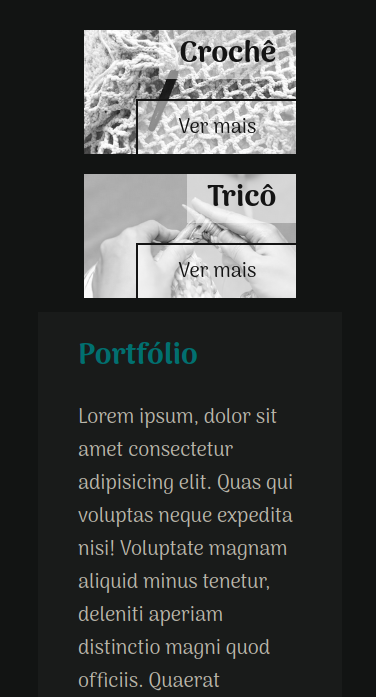 Crochê
Ver mais
Tricô
Ver mais
Portfólio
Lorem ipsum, dolor sit
amet consectetur
adipisicing elit. Quas qui
voluptas neque expedita
nisi! Voluptate magnam
aliquid minus tenetur,
deleniti aperiam
distinctio magni quod
officiis. Quaerat